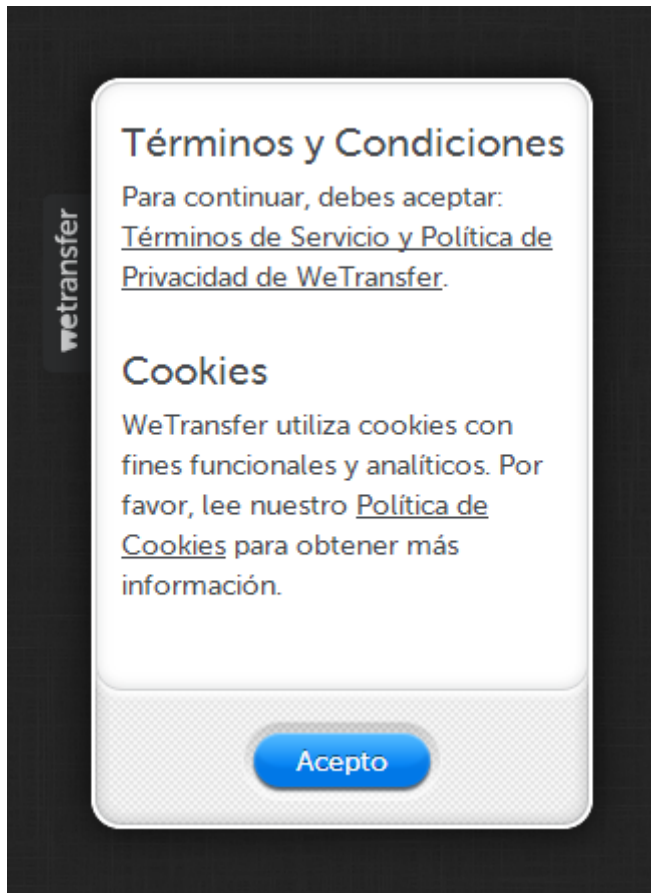 Términos y Condiciones
Para continuar, debes aceptar:
Términos de Servicio y Política de
Privacidad de WeTransfer.
wetransfer
Cookies
WeTransfer utiliza cookies con
fines funcionales y analíticos. Por
favor, lee nuestro Política de
Cookies para obtener más
información.
Acepto